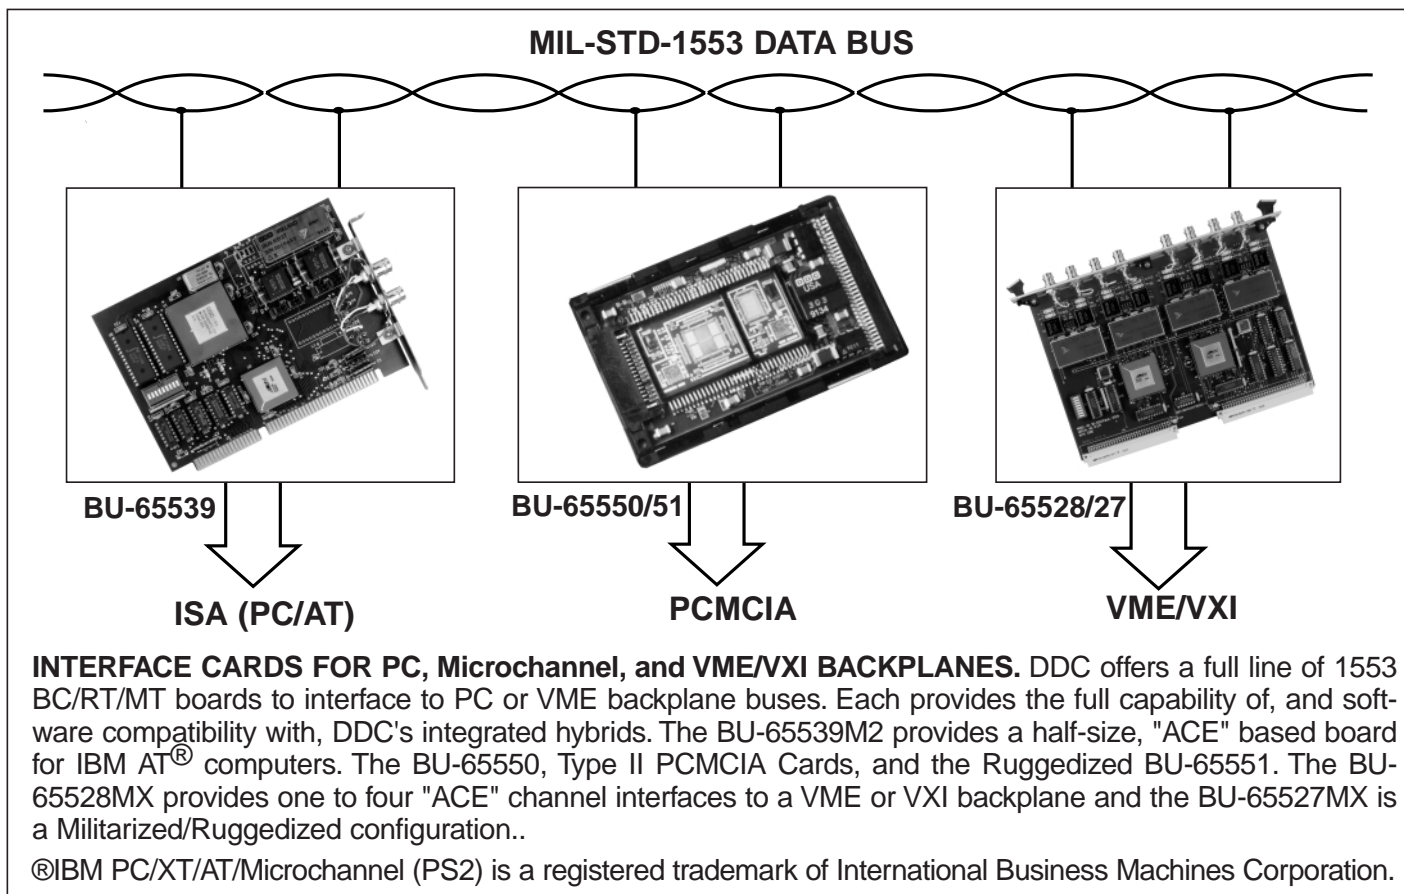 MIL-STD-1553 DATA BUS
USA
BU-65539
BU-65550/51
BU-65528/27
ISA (PC/AT)
PCMCIA
VME/VXI
INTERFACE CARDS FOR PC, Microchannel, and VME/VXI BACKPLANES. DDC offers a full line of 1553
BC/RT/MT boards to interface to PC or VME backplane buses. Each provides the full capability of, and soft-
ware compatibility with, DDC's integrated hybrids. The BU-65539M2 provides a half-size, "ACE" based board
for IBM AT® computers. The BU-65550, Type II PCMCIA Cards, and the Ruggedized BU-65551. The BU-
65528MX provides one to four "ACE" channel interfaces to a VME or VXI backplane and the BU-65527MX is
a Militarized/Ruggedized configuration..
®IBM PC/XT/AT/Microchannel (PS2) is a registered trademark of International Business Machines Corporation.